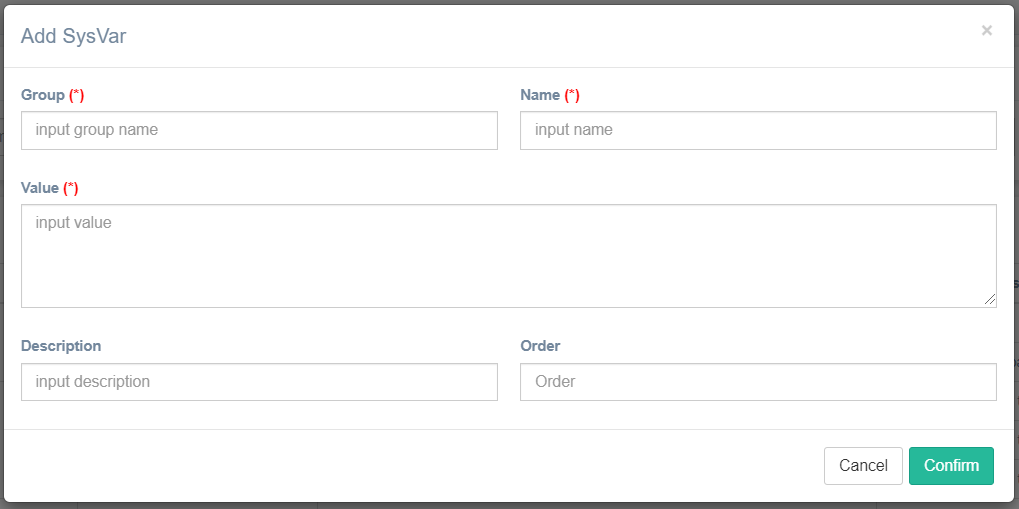 Add SysVar ×
Group (*) Name (*)
input group name input name
Value (*)
input value
Description Order
input description Order
Cancel Confirm